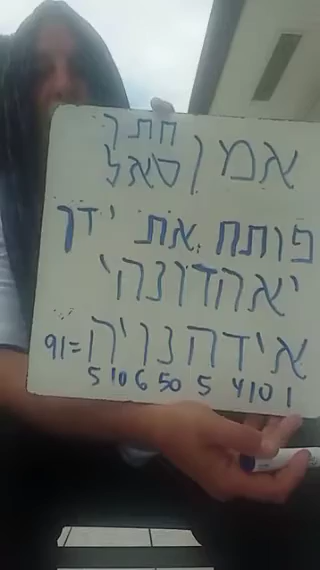 חתך
אמן סאל
פותח את ידך
יאהדונהי
אידהנויה =91
5 10 6 50 5 4 10 1